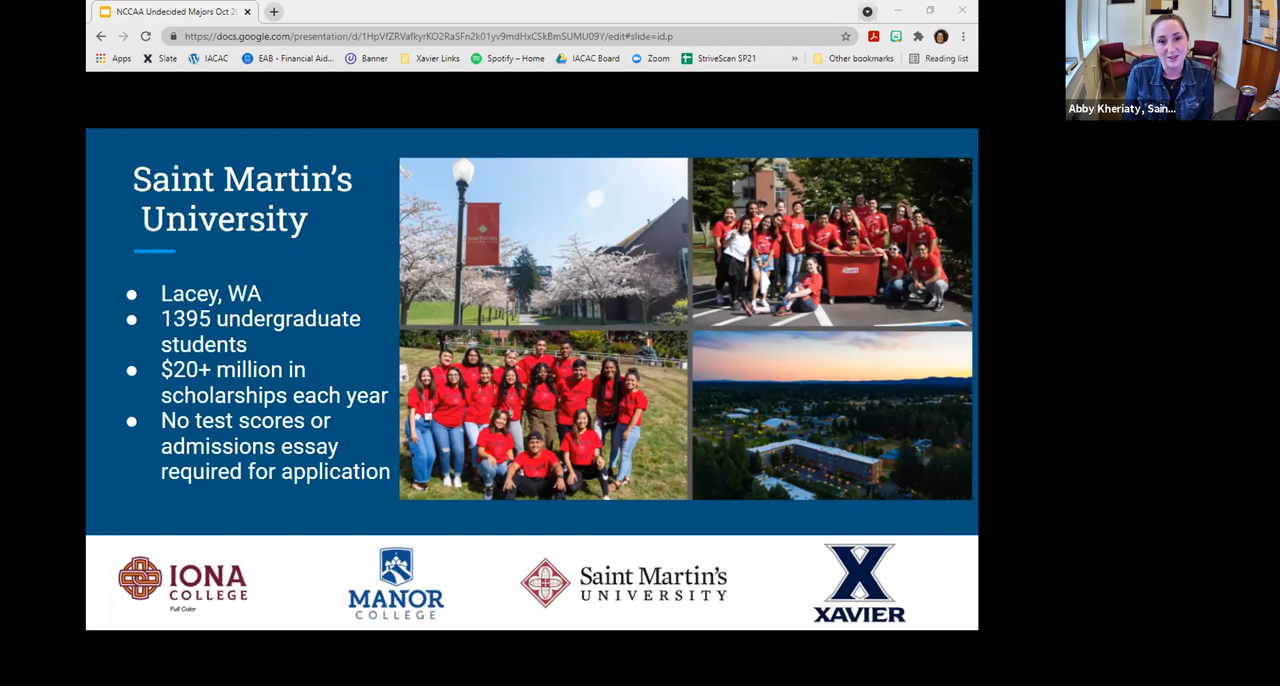 NCCAA Undecided Majors Oct 2
https://docs.google.com/presentation/d/1HpVfZRVafkyrKO2RaSFn2k01yv9mdHxCSkBmSUMU09Y/edit#slide=id.p
Apps Slate IACAC EAB - Financial Aid... Banner Xavier Links Spotify – Home IACAC Board Zoom StriveScan SP21 » Other bookmarks Reading list
Abby Kheriaty, Sain...
Saint Martin's
University
● Lacey, WA
● 1395 undergraduate
students
● $20+ million in
scholarships each year
● No test scores or
admissions essay
required for application
IONA
COLLEGE
Full Color
MANOR
COLLEGE
Saint Martin's
UNIVERSITY
X
XAVIER